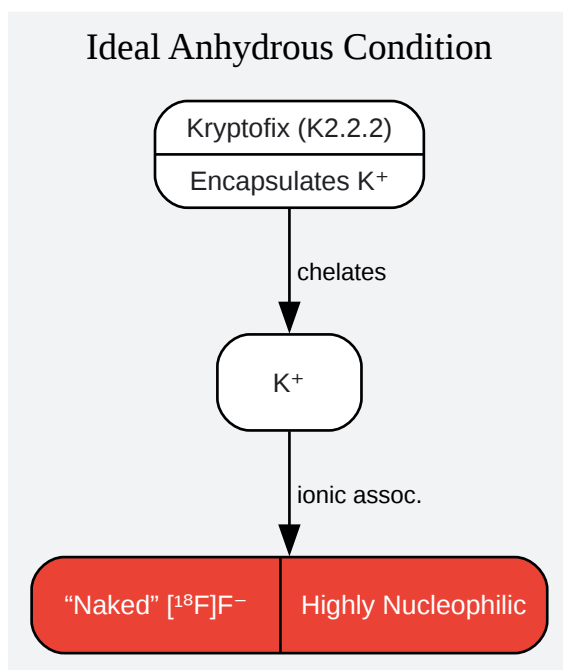 Ideal Anhydrous Condition
Kryptofix (K2.2.2)
Encapsulates K⁺
chelates
K⁺
ionic assoc.
“Naked” [¹⁸F]F⁻
Highly Nucleophilic